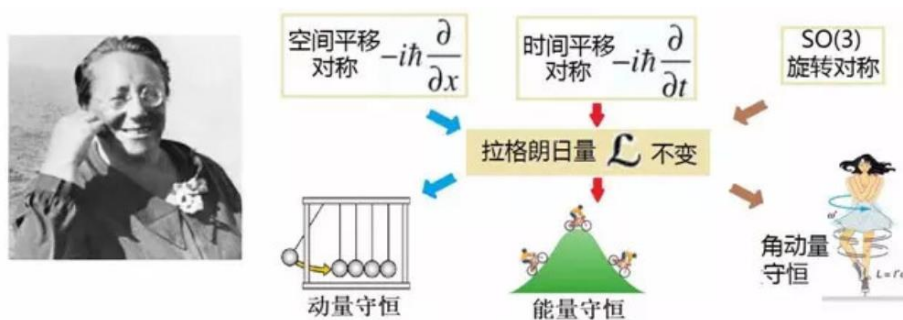 空间平移
对称 -iħ ∂/∂x
时间平移
对称 -iħ ∂/∂t
SO(3)
旋转对称
拉格朗日量 ℒ 不变
动量守恒
能量守恒
角动量
守恒
ω